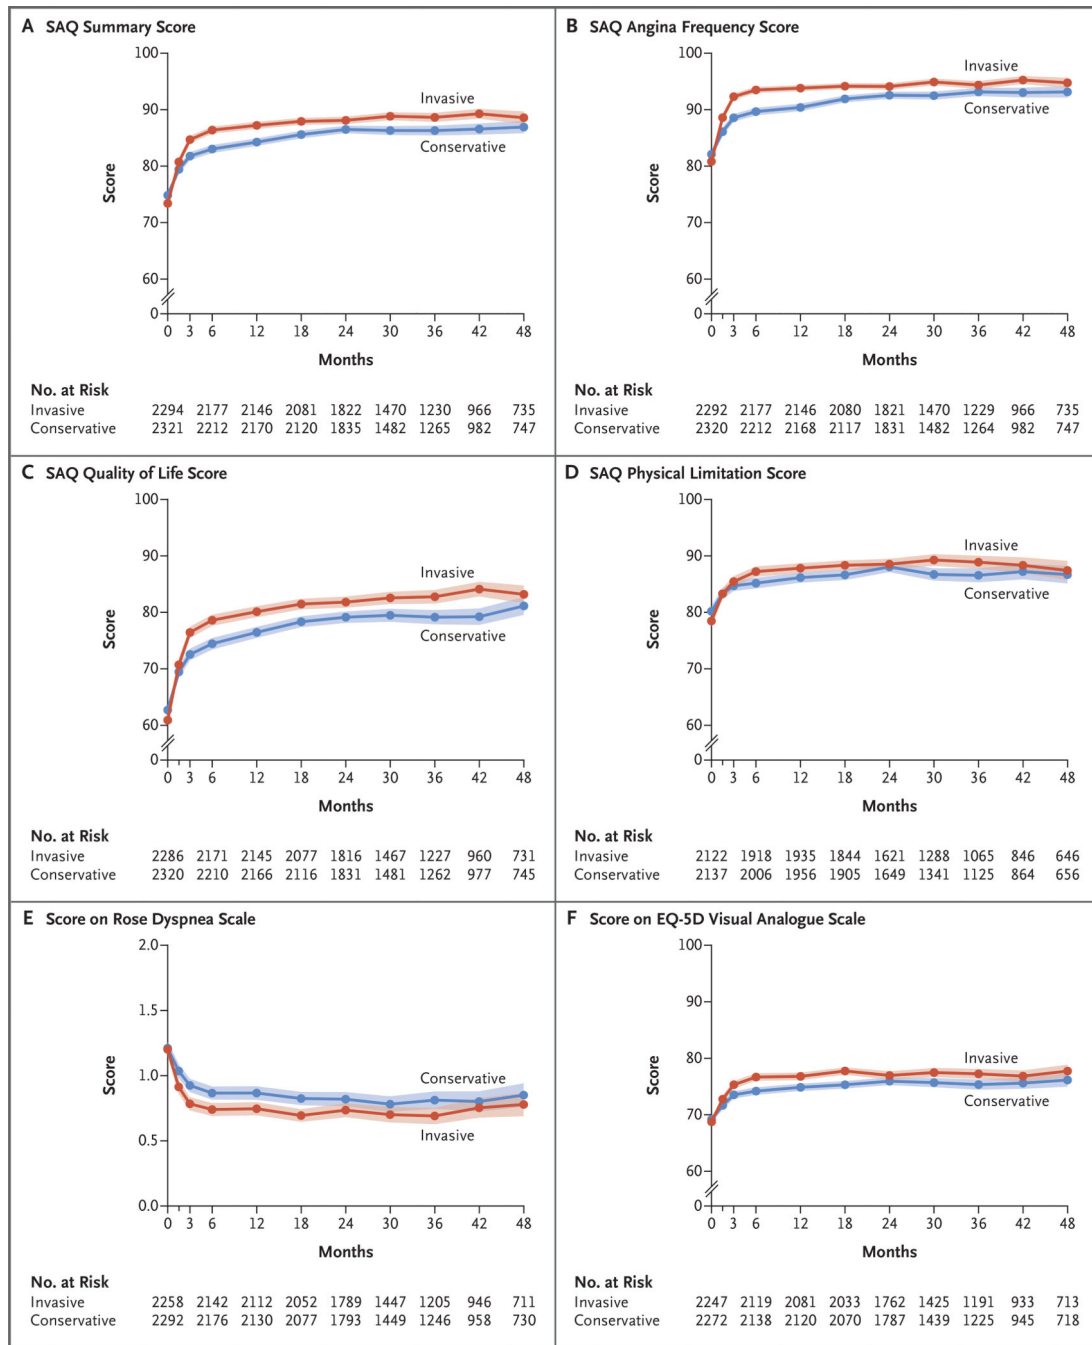 A SAQ Summary Score
100
90
80
70
60
0
Score
Invasive
Conservative
0 3 6 12 18 24 30 36 42 48
Months
No. at Risk
Invasive 2294 2177 2146 2081 1822 1470 1230 966 735
Conservative 2321 2212 2170 2120 1835 1482 1265 982 747
B SAQ Angina Frequency Score
100
90
80
70
60
0
Score
Invasive
Conservative
0 3 6 12 18 24 30 36 42 48
Months
No. at Risk
Invasive 2292 2177 2146 2080 1821 1470 1229 966 735
Conservative 2320 2212 2168 2117 1831 1482 1264 982 747
C SAQ Quality of Life Score
100
90
80
70
60
0
Score
Invasive
Conservative
0 3 6 12 18 24 30 36 42 48
Months
No. at Risk
Invasive 2286 2171 2145 2077 1816 1467 1227 960 731
Conservative 2320 2210 2166 2116 1831 1481 1262 977 745
D SAQ Physical Limitation Score
100
90
80
70
60
0
Score
Invasive
Conservative
0 3 6 12 18 24 30 36 42 48
Months
No. at Risk
Invasive 2122 1918 1935 1844 1621 1288 1065 846 646
Conservative 2137 2006 1956 1905 1649 1341 1125 864 656
E Score on Rose Dyspnea Scale
2.0
1.5
1.0
0.5
0.0
Score
Conservative
Invasive
0 3 6 12 18 24 30 36 42 48
Months
No. at Risk
Invasive 2258 2142 2112 2052 1789 1447 1205 946 711
Conservative 2292 2176 2130 2077 1793 1449 1246 958 730
F Score on EQ-5D Visual Analogue Scale
100
90
80
70
60
0
Score
Invasive
Conservative
0 3 6 12 18 24 30 36 42 48
Months
No. at Risk
Invasive 2247 2119 2081 2033 1762 1425 1191 933 713
Conservative 2272 2138 2120 2070 1787 1439 1225 945 718